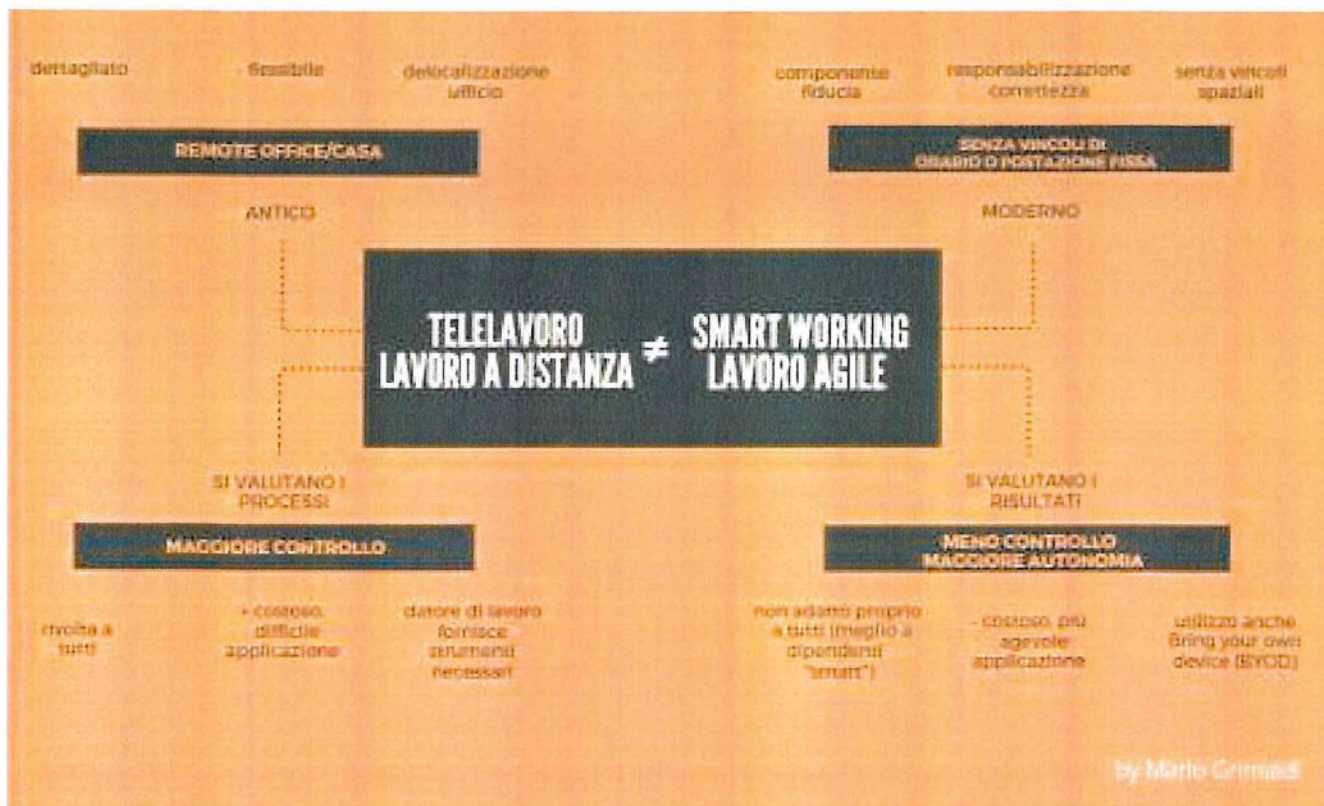 dettagliato
- flessibile
delocalizzazione
ufficio
componente
fiducia
responsabilizzazione
correttezza
senza vincoli
spaziali
REMOTE OFFICE/CASA
SENZA VINCOLI DI
ORARIO O POSTAZIONE FISSA
ANTICO
MODERNO
TELELAVORO
LAVORO A DISTANZA
≠
SMART WORKING
LAVORO AGILE
SI VALUTANO I
PROCESSI
SI VALUTANO I
RISULTATI
MAGGIORE CONTROLLO
MENO CONTROLLO
MAGGIORE AUTONOMIA
rivolta a
tutti
+ costoso,
difficile
applicazione
datore di lavoro
fornisce
strumenti
necessari
non adatto proprio
a tutti (meglio a
dipendenti
"smart")
- costoso, più
agevole
applicazione
utilizzo anche
Bring your own
device (BYOD)
by Mario Grimaldi